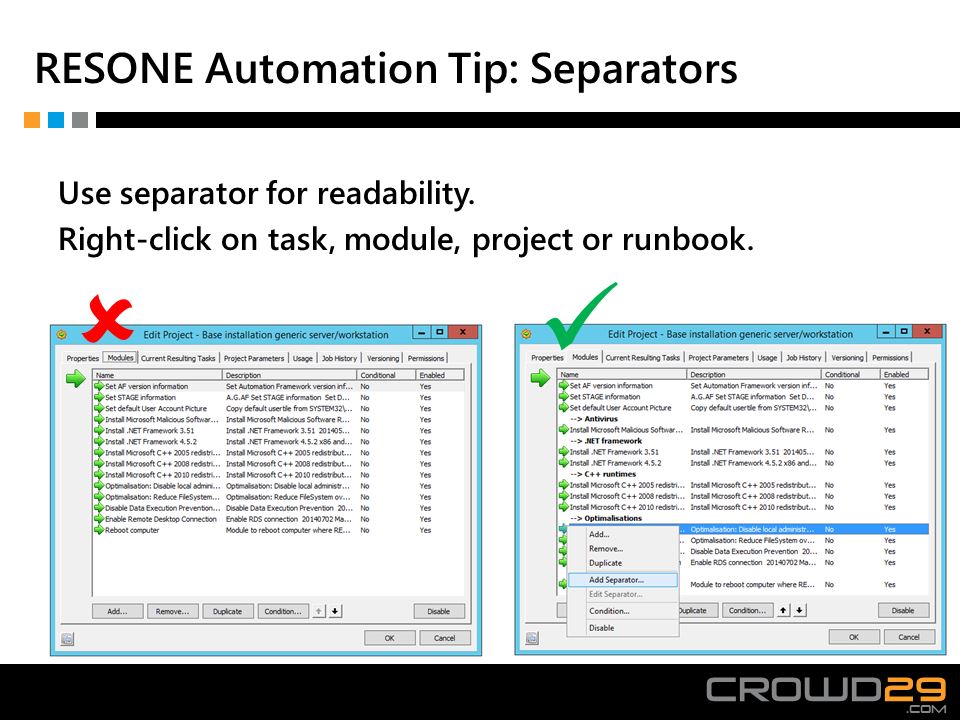 RESONE Automation Tip: Separators
Use separator for readability.
Right-click on task, module, project or runbook.
Edit Project - Base installation generic server/workstation
Properties Modules Current Resulting Tasks Project Parameters Usage Job History Versioning Permissions
Name Description Conditional Enabled
Set AF version information Set Automation Framework version inf... No Yes
Set STAGE information A.G.AF Set STAGE information Set D... No Yes
Set default User Account Picture Copy default usertile from SYSTEM32\,... No Yes
Install Microsoft Malicious Software... Install Microsoft Malicious Software R... No Yes
Install .NET Framework 3.51 Install .NET Framework 3.51 201405... No Yes
Install .NET Framework 4.5.2 Install .NET Framework 4.5.2 x86 and... No Yes
Install Microsoft C++ 2005 redistri... Install Microsoft C++ 2005 redistribut... No Yes
Install Microsoft C++ 2008 redistri... Install Microsoft C++ 2008 redistribut... No Yes
Install Microsoft C++ 2010 redistri... Install Microsoft C++ 2010 redistribut... No Yes
Optimalisation: Disable local admini... Optimalisation: Disable local administr... No Yes
Optimalisation: Reduce FileSystem... Optimalisation: Reduce FileSystem ov... No Yes
Disable Data Execution Prevention... Disable Data Execution Prevention 20... No Yes
Enable Remote Desktop Connection Enable RDS connection 20140702 Ma... No Yes
Reboot computer Module to reboot computer where RE... No Yes
Add... Remove... Duplicate Condition... Disable
OK Cancel
Edit Project - Base installation generic server/workstation
Properties Modules Current Resulting Tasks Project Parameters Usage Job History Versioning Permissions
Name Description Conditional Enabled
Set AF version information Set Automation Framework version inf... No Yes
Set STAGE information A.G.AF Set STAGE information Set D... No Yes
Set default User Account Picture Copy default usertile from SYSTEM32\,... No Yes
--> Antivirus
Install Microsoft Malicious Software... Install Microsoft Malicious Software R... No Yes
--> .NET framework
Install .NET Framework 3.51 Install .NET Framework 3.51 201405... No Yes
Install .NET Framework 4.5.2 Install .NET Framework 4.5.2 x86 and... No Yes
--> C++ runtimes
Install Microsoft C++ 2005 redistri... Install Microsoft C++ 2005 redistribut... No Yes
Install Microsoft C++ 2008 redistri... Install Microsoft C++ 2008 redistribut... No Yes
Install Microsoft C++ 2010 redistri... Install Microsoft C++ 2010 redistribut... No Yes
--> Optimalisations
Optimalisation: Disable local administr... No Yes
Optimalisation: Reduce FileSystem ov... No Yes
Disable Data Execution Prevention 20... No Yes
Enable RDS connection 20140702 Ma... No Yes
Module to reboot computer where RE... No Yes
Add...
Remove...
Duplicate
Add Separator...
Edit Separator...
Condition...
Disable
Duplicate Condition... Disable
OK Cancel
CROWD29
.COM